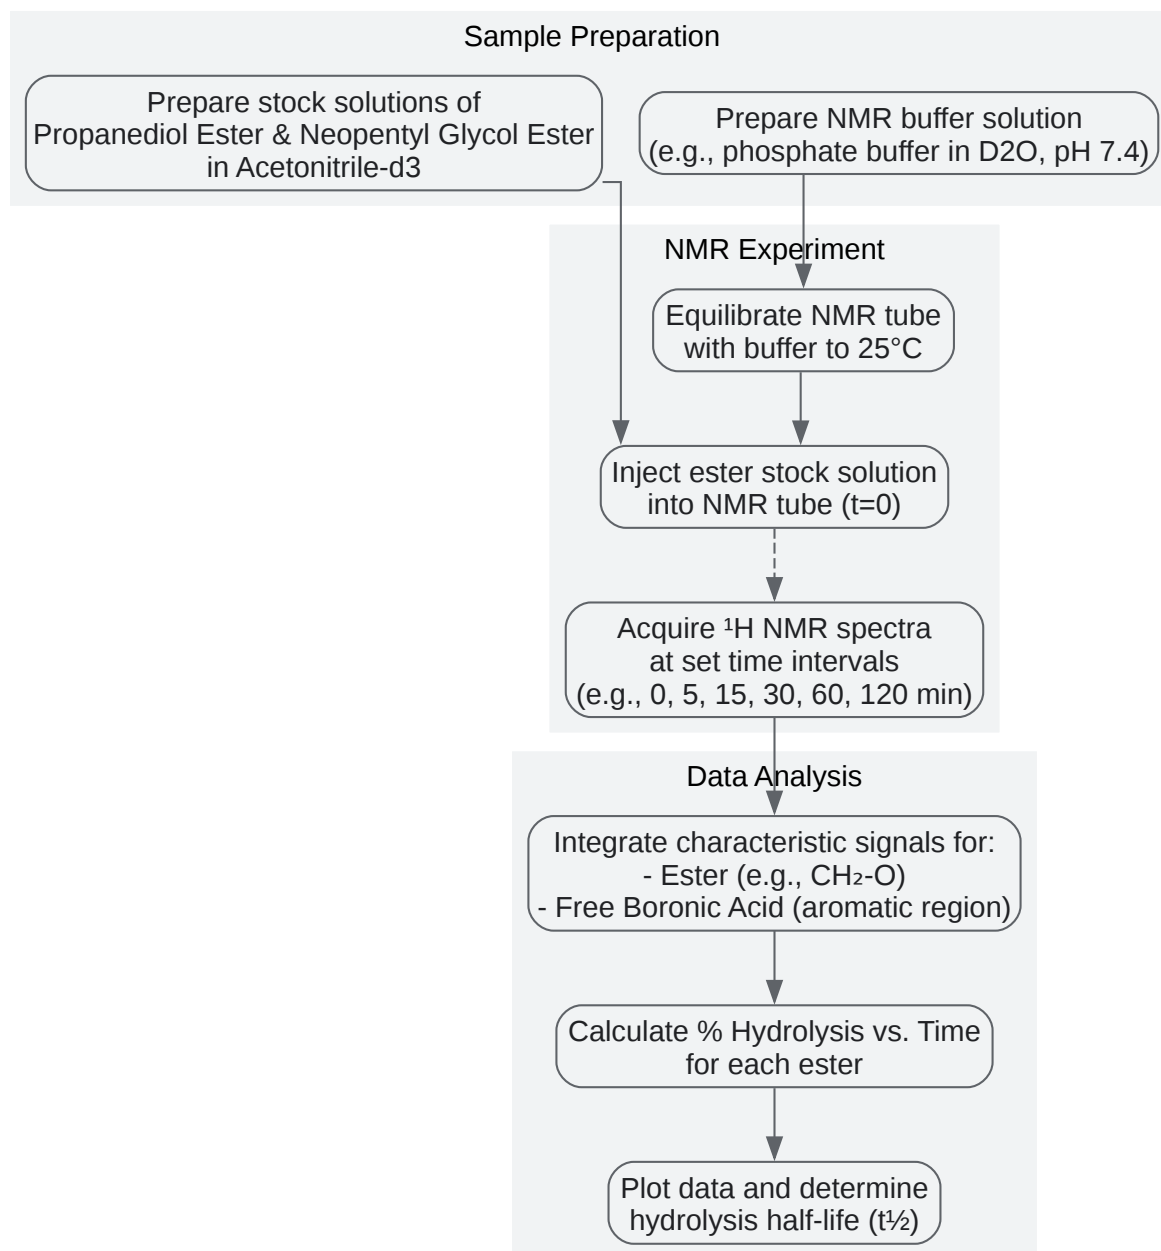 Sample Preparation
Prepare stock solutions of
Propanediol Ester & Neopentyl Glycol Ester
in Acetonitrile-d3
Prepare NMR buffer solution
(e.g., phosphate buffer in D2O, pH 7.4)
NMR Experiment
Equilibrate NMR tube
with buffer to 25°C
Inject ester stock solution
into NMR tube (t=0)
Acquire ¹H NMR spectra
at set time intervals
(e.g., 0, 5, 15, 30, 60, 120 min)
Data Analysis
Integrate characteristic signals for:
- Ester (e.g., CH₂-O)
- Free Boronic Acid (aromatic region)
Calculate % Hydrolysis vs. Time
for each ester
Plot data and determine
hydrolysis half-life (t½)